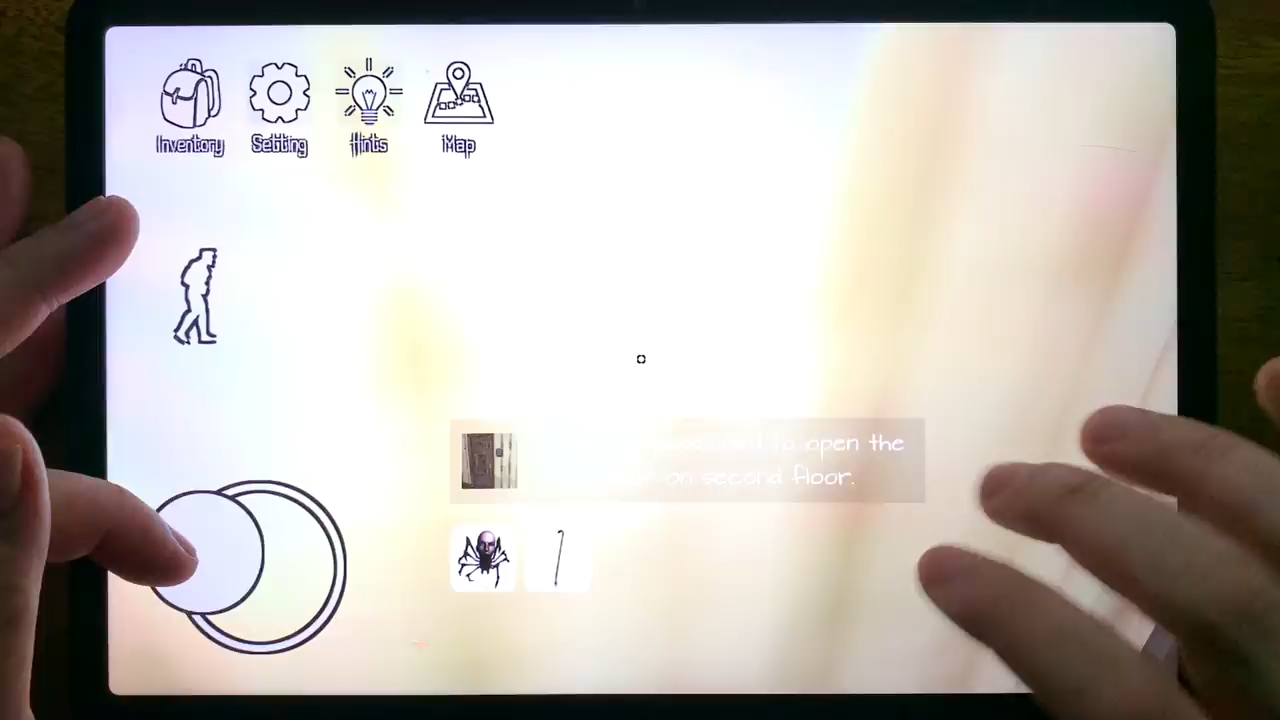 Inventory Setting Hints Map
to open the
on second floor.